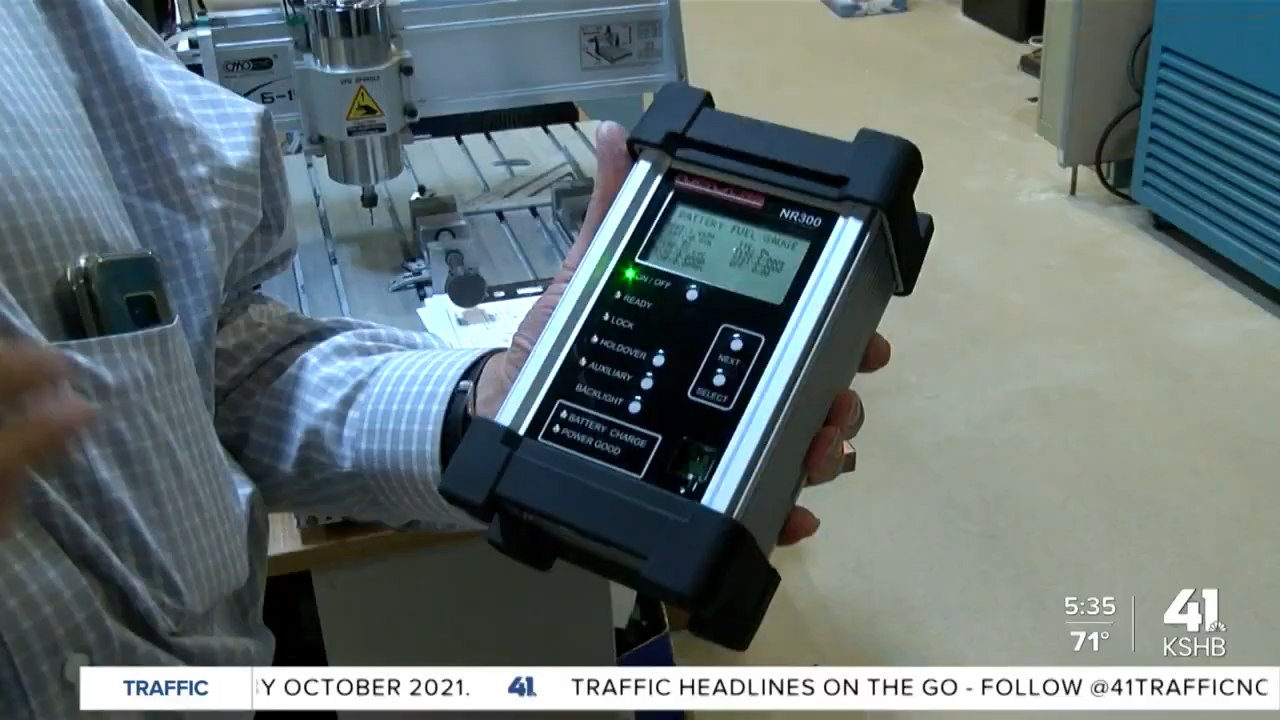 NR300
BATTERY FUEL GAUGE
ON / OFF
READY
LOCK
HOLDOVER
AUXILIARY
BACKLIGHT
NEXT
SELECT
BATTERY CHARGE
POWER GOOD
5:35
71°
41
KSHB
TRAFFIC
Y OCTOBER 2021. 41 TRAFFIC HEADLINES ON THE GO - FOLLOW @41TRAFFICNC